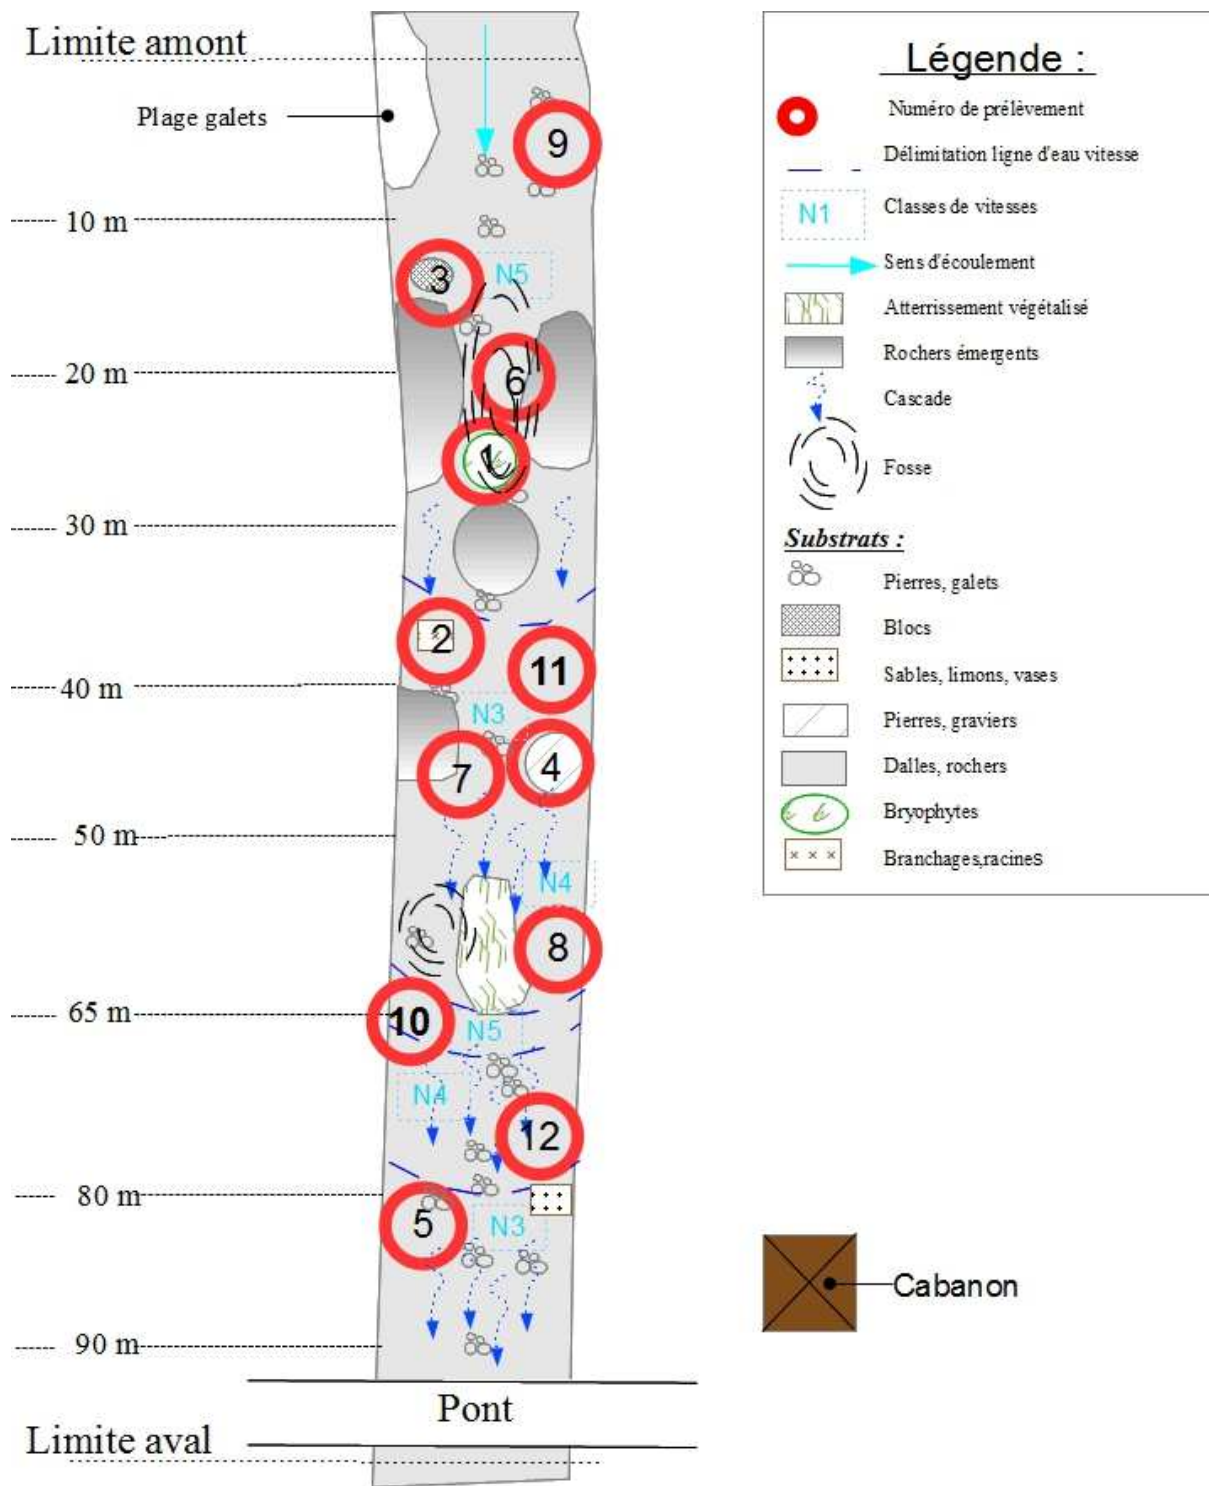 Limite amont
Plage galets
9
10 m
3
N5
20 m
6
1
30 m
2
11
40 m
N3
7
4
50 m
N4
8
65 m
10
N5
N4
12
80 m
5
N3
90 m
Pont
Limite aval
Légende :
Numéro de prélèvement
Délimitation ligne d'eau vitesse
N1
Classes de vitesses
Sens d'écoulement
Atterrissement végétalisé
Rochers émergents
Cascade
Fosse
Substrats :
Pierres, galets
Blocs
Sables, limons, vases
Pierres, graviers
Dalles, rochers
Bryophytes
Branchages,racines
Cabanon